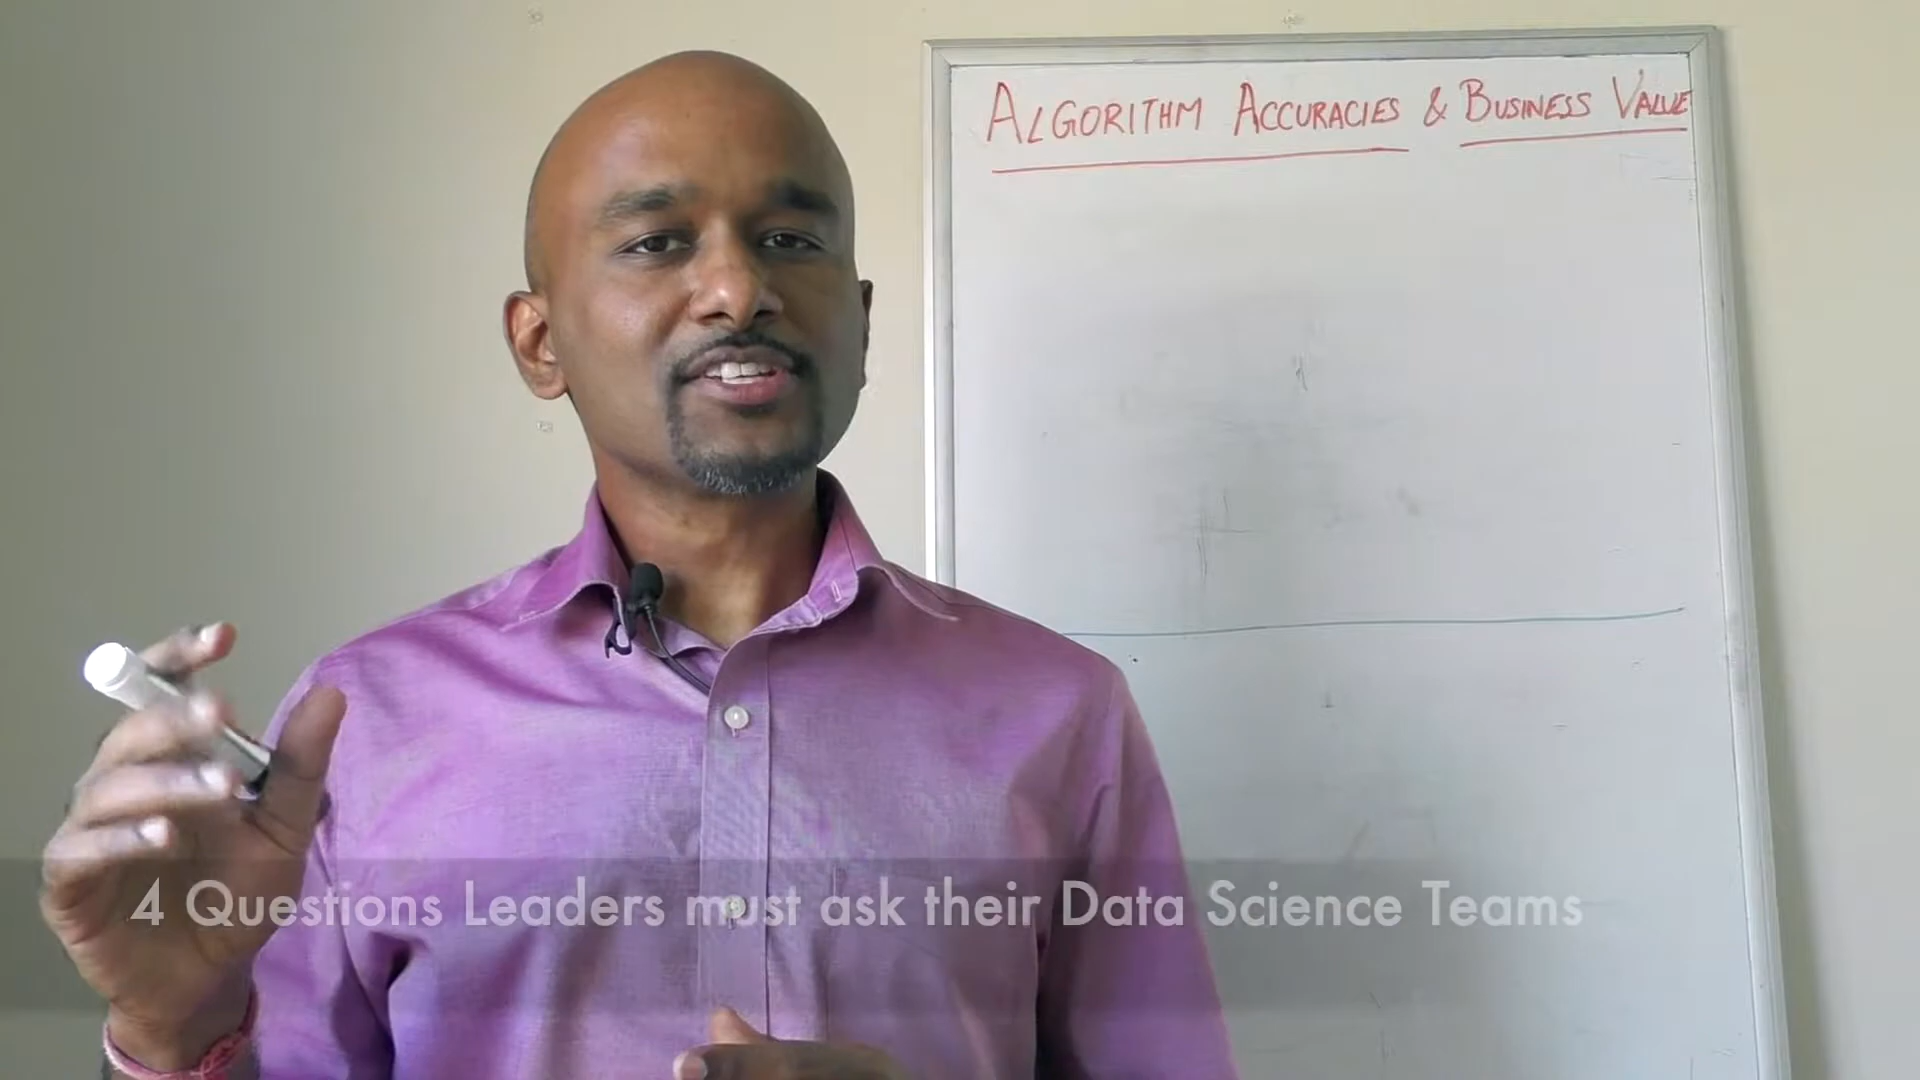 ALGORITHM ACCURACIES & BUSINESS VALUE
4 Questions Leaders must ask their Data Science Teams